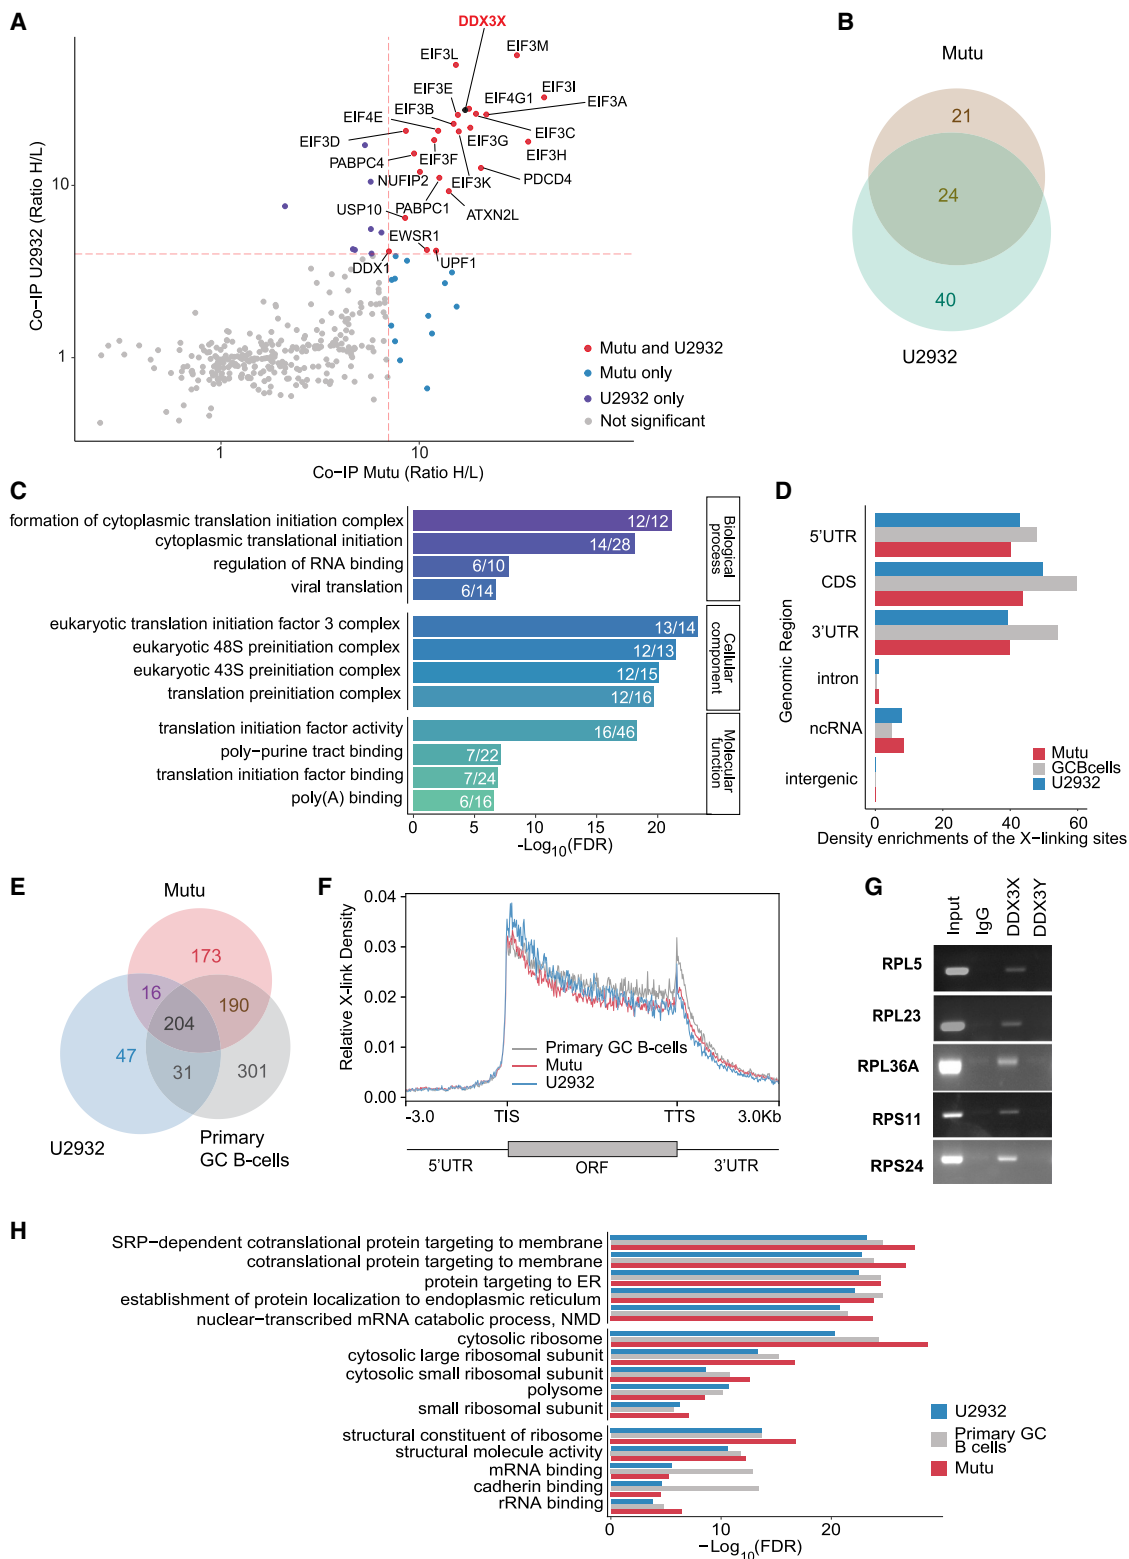 A
DDX3X
EIF3L
EIF3M
EIF3E
EIF3I
EIF3B
EIF4G1
EIF3A
EIF4E
EIF3D
EIF3C
EIF3G
EIF3H
PABPC4
EIF3F
NUFIP2
EIF3K
PDCD4
USP10
PABPC1
ATXN2L
EWSR1
DDX1
UPF1
10
1
Co-IP U2932 (Ratio H/L)
Mutu and U2932
Mutu only
U2932 only
Not significant
1
10
Co-IP Mutu (Ratio H/L)
B
Mutu
21
24
40
U2932
C
formation of cytoplasmic translation initiation complex
12/12
cytoplasmic translational initiation
14/28
regulation of RNA binding
6/10
viral translation
6/14
Biological
process
eukaryotic translation initiation factor 3 complex
13/14
eukaryotic 48S preinitiation complex
12/13
eukaryotic 43S preinitiation complex
12/15
translation preinitiation complex
12/16
Cellular
component
translation initiation factor activity
16/46
poly-purine tract binding
7/22
translation initiation factor binding
7/24
poly(A) binding
6/16
Molecular
function
0 5 10 15 20
-Log10(FDR)
D
5'UTR
CDS
3'UTR
intron
ncRNA
intergenic
Genomic Region
Mutu
GCBcells
U2932
0 20 40 60
Density enrichments of the X-linking sites
E
Mutu
173
16
190
204
47
31
301
U2932
Primary
GC B-cells
F
0.04
0.03
0.02
0.01
0.00
Relative X-link Density
Primary GC B-cells
Mutu
U2932
-3.0 TIS TTS 3.0Kb
5'UTR ORF 3'UTR
G
Input
IgG
DDX3X
DDX3Y
RPL5
RPL23
RPL36A
RPS11
RPS24
H
SRP-dependent cotranslational protein targeting to membrane
cotranslational protein targeting to membrane
protein targeting to ER
establishment of protein localization to endoplasmic reticulum
nuclear-transcribed mRNA catabolic process, NMD
cytosolic ribosome
cytosolic large ribosomal subunit
cytosolic small ribosomal subunit
polysome
small ribosomal subunit
structural constituent of ribosome
structural molecule activity
mRNA binding
cadherin binding
rRNA binding
U2932
Primary GC
B cells
Mutu
0 10 20
-Log10(FDR)